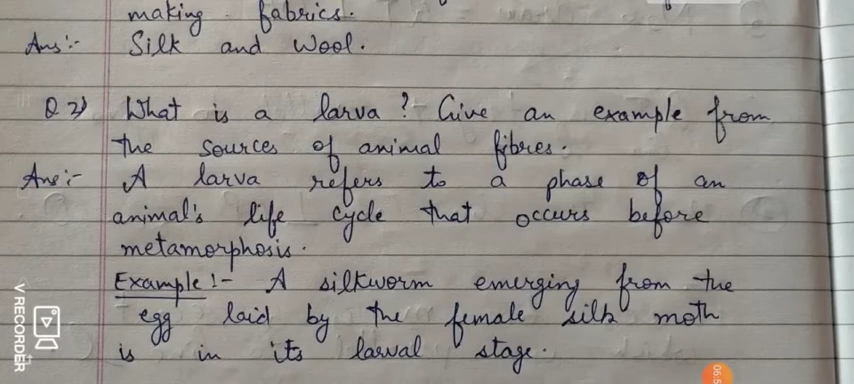 making fabrics.
Ans:- Silk and Wool.
Q 2) What is a larva? Give an example from
the sources of animal fibres.
Ans:- A larva refers to a phase of an
animal's life cycle that occurs before
metamorphosis.
Example:- A silkworm emerging from the
egg laid by the female silk moth
is in its larval stage.
V RECORDER